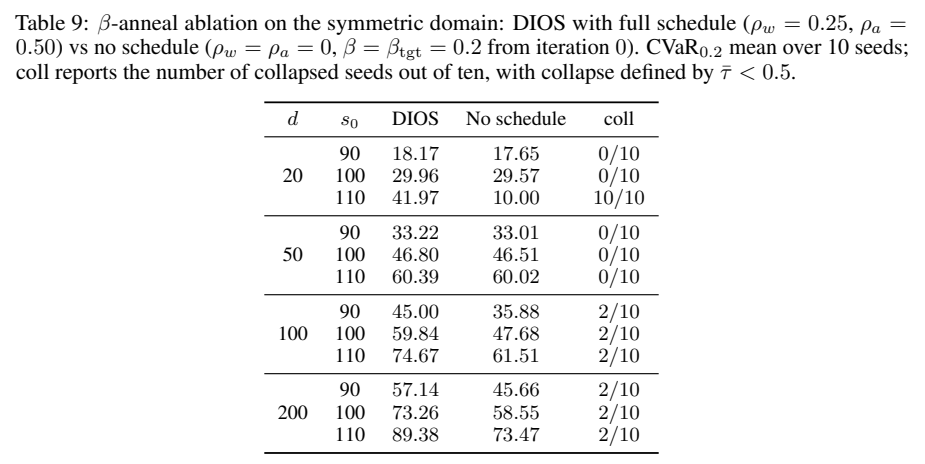 Table 9: β-anneal ablation on the symmetric domain: DIOS with full schedule (ρw = 0.25, ρa =
0.50) vs no schedule (ρw = ρa = 0, β = βtgt = 0.2 from iteration 0). CVaR0.2 mean over 10 seeds;
coll reports the number of collapsed seeds out of ten, with collapse defined by τ̄ < 0.5.
d s0 DIOS No schedule coll
90 18.17 17.65 0/10
20 100 29.96 29.57 0/10
110 41.97 10.00 10/10
90 33.22 33.01 0/10
50 100 46.80 46.51 0/10
110 60.39 60.02 0/10
90 45.00 35.88 2/10
100 100 59.84 47.68 2/10
110 74.67 61.51 2/10
90 57.14 45.66 2/10
200 100 73.26 58.55 2/10
110 89.38 73.47 2/10